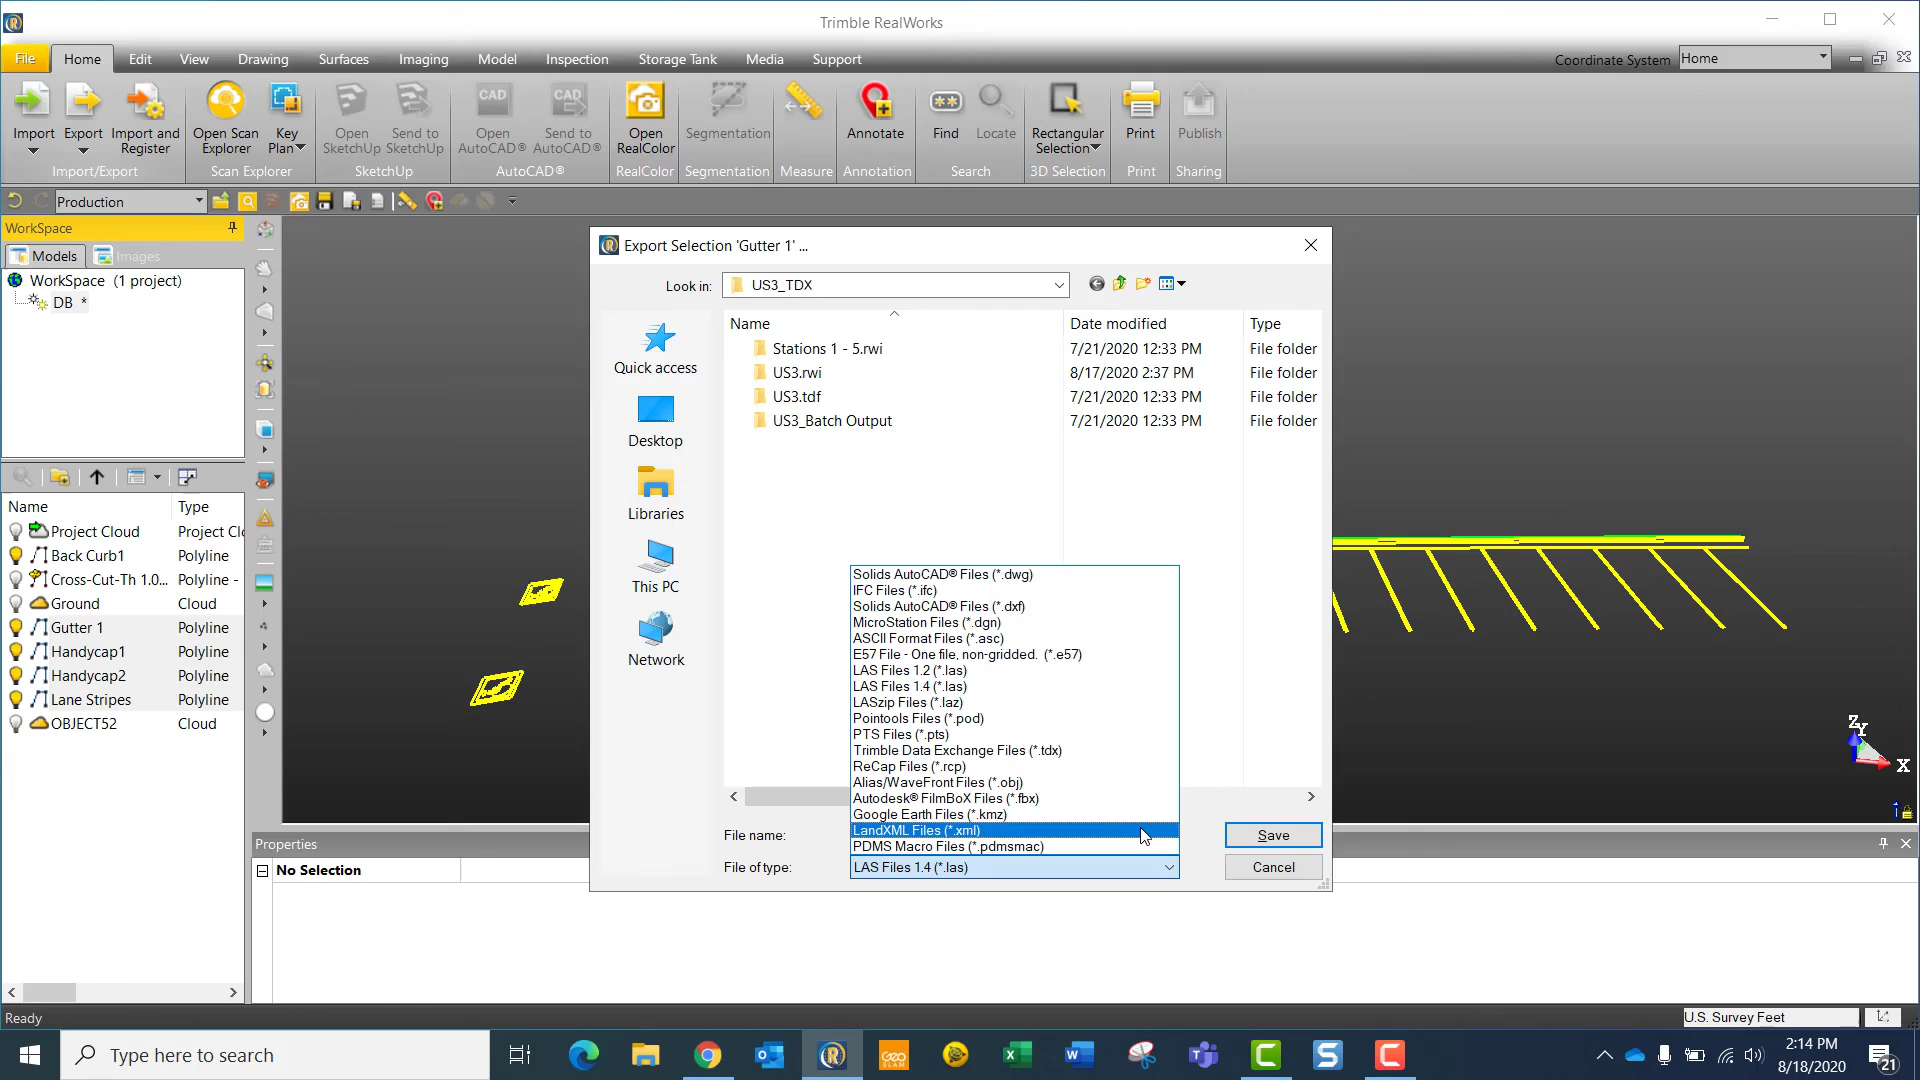 Trimble RealWorks
File
Home
Edit
View
Drawing
Surfaces
Imaging
Model
Inspection
Storage Tank
Media
Support
Coordinate System
Home
Import
Export
Import and
Register
Open Scan
Explorer
Key
Plan
Open
SketchUp
Send to
SketchUp
CAD
Open
AutoCAD®
CAD
Send to
AutoCAD®
Open
RealColor
Segmentation
Measure
Annotate
Find
Locate
Rectangular
Selection
Print
Publish
Import/Export
Scan Explorer
SketchUp
AutoCAD®
RealColor
Segmentation
Measure
Annotation
Search
3D Selection
Print
Sharing
Production
WorkSpace
Models
Images
WorkSpace (1 project)
DB *
Name Type
Project Cloud Project Clo
Back Curb1 Polyline
Cross-Cut-Th 1.0... Polyline -
Ground Cloud
Gutter 1 Polyline
Handycap1 Polyline
Handycap2 Polyline
Lane Stripes Polyline
OBJECT52 Cloud
Export Selection 'Gutter 1' ...
Look in: US3_TDX
Quick access
Desktop
Libraries
This PC
Network
Name Date modified Type
Stations 1 - 5.rwi 7/21/2020 12:33 PM File folder
US3.rwi 8/17/2020 2:37 PM File folder
US3.tdf 7/21/2020 12:33 PM File folder
US3_Batch Output 7/21/2020 12:33 PM File folder
Solids AutoCAD® Files (*.dwg)
IFC Files (*.ifc)
Solids AutoCAD® Files (*.dxf)
MicroStation Files (*.dgn)
ASCII Format Files (*.asc)
E57 File - One file, non-gridded. (*.e57)
LAS Files 1.2 (*.las)
LAS Files 1.4 (*.las)
LASzip Files (*.laz)
Pointools Files (*.pod)
PTS Files (*.pts)
Trimble Data Exchange Files (*.tdx)
ReCap Files (*.rcp)
Alias/WaveFront Files (*.obj)
Autodesk® FilmBoX Files (*.fbx)
Google Earth Files (*.kmz)
LandXML Files (*.xml)
PDMS Macro Files (*.pdmsmac)
File name:
Save
File of type: LAS Files 1.4 (*.las)
Cancel
Z
Y
X
Properties
No Selection
Ready
U.S. Survey Feet
Type here to search
GEO
SLAM
2:14 PM
8/18/2020
21